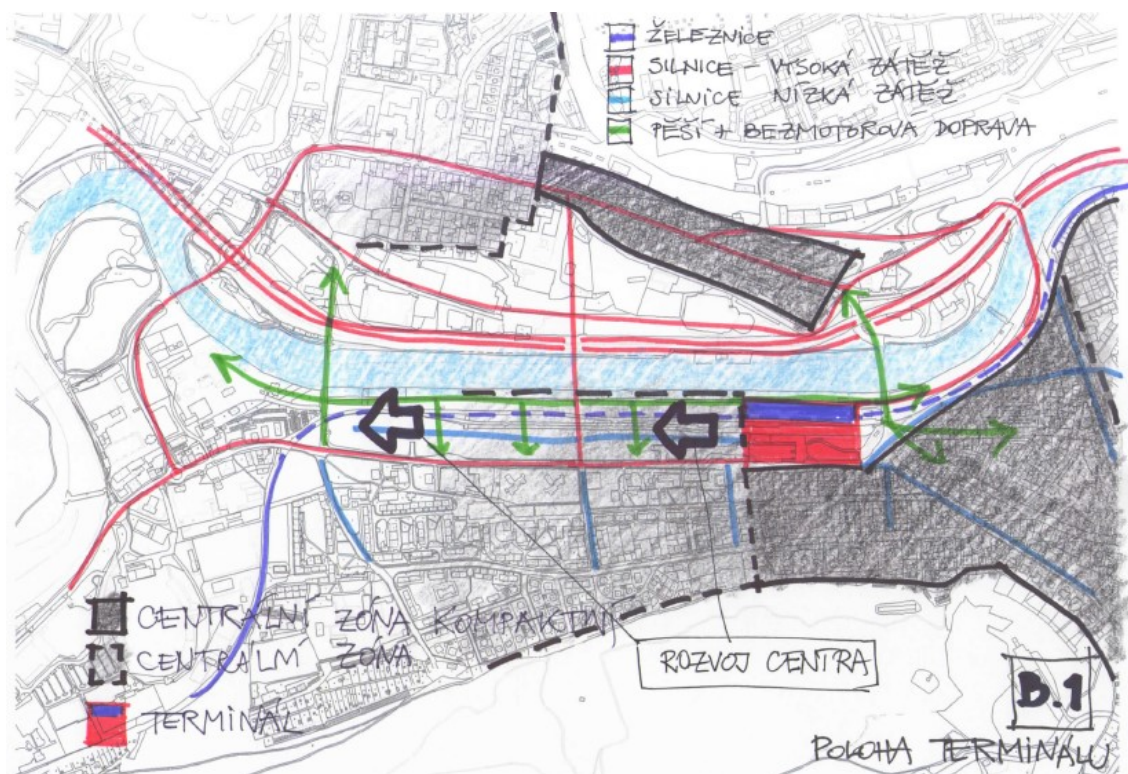 ŽELEZNICE
SILNICE - VYSOKÁ ZÁTĚŽ
SILNICE NÍZKÁ ZÁTĚŽ
PĚŠÍ + BEZMOTOROVÁ DOPRAVA
CENTRÁLNÍ ZÓNA KOMPAKTNÍ
CENTRÁLNÍ ZÓNA
TERMINÁL
ROZVOJ CENTRA
B.1
POLOHA TERMINÁLU